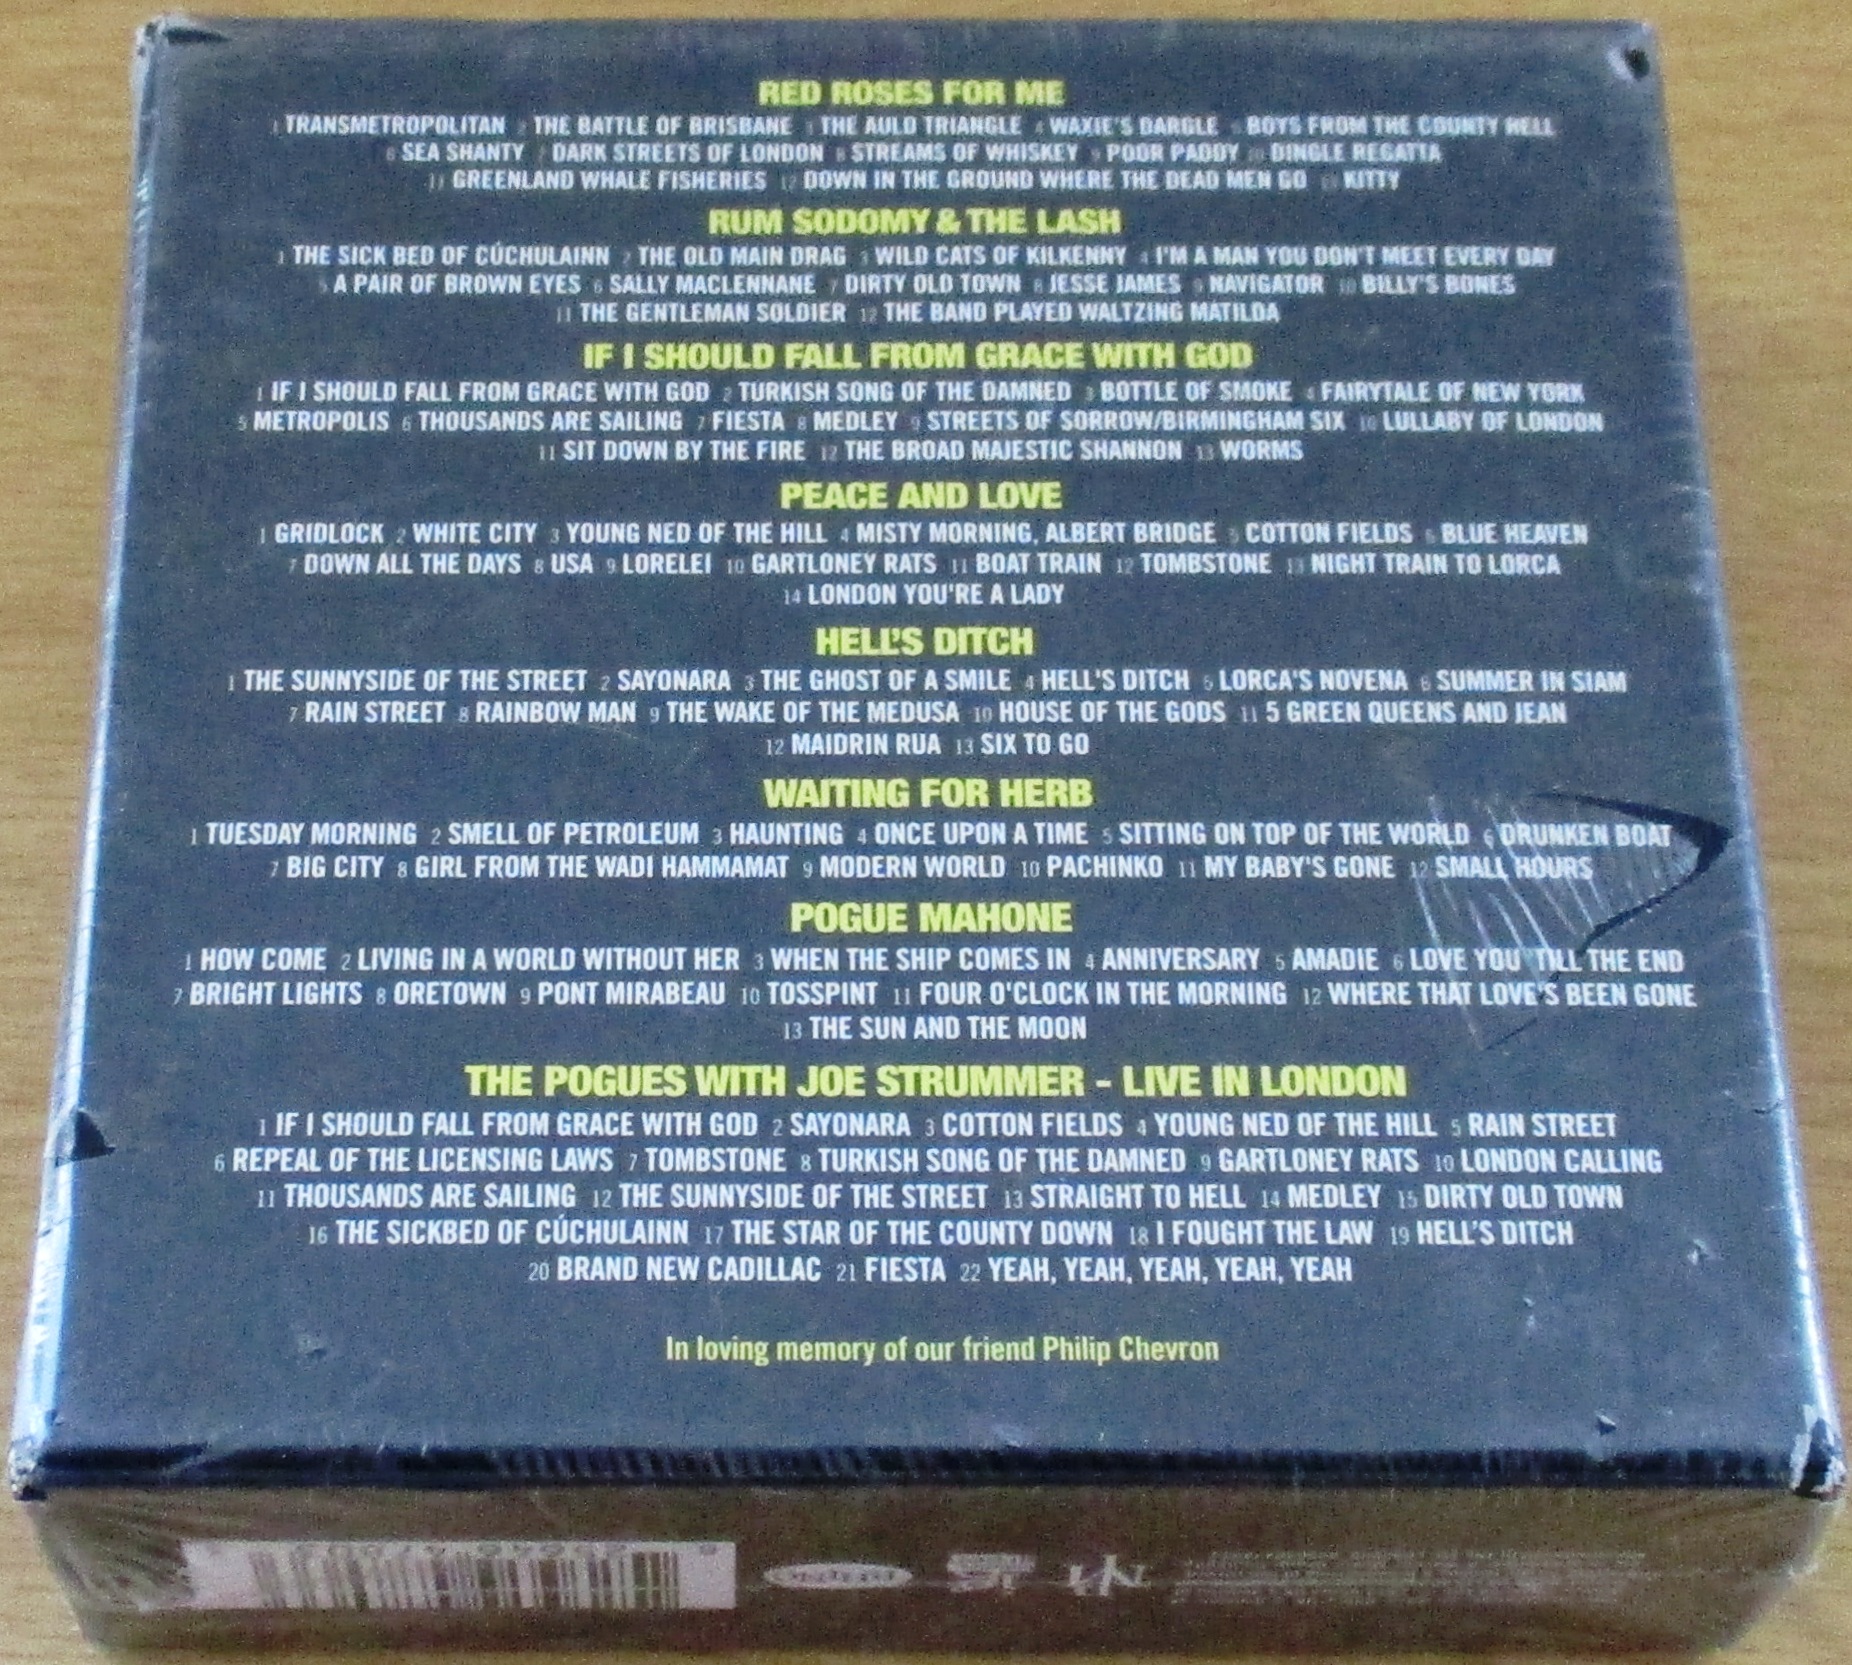 RED ROSES FOR ME
1 TRANSMETROPOLITAN 2 THE BATTLE OF BRISBANE 3 THE AULD TRIANGLE 4 WAXIE'S DARGLE 5 BOYS FROM THE COUNTY HELL
6 SEA SHANTY 7 DARK STREETS OF LONDON 8 STREAMS OF WHISKEY 9 POOR PADDY 10 DINGLE REGATTA
11 GREENLAND WHALE FISHERIES 12 DOWN IN THE GROUND WHERE THE DEAD MEN GO 13 KITTY
RUM SODOMY & THE LASH
1 THE SICK BED OF CÚCHULAINN 2 THE OLD MAIN DRAG 3 WILD CATS OF KILKENNY 4 I'M A MAN YOU DON'T MEET EVERY DAY
5 A PAIR OF BROWN EYES 6 SALLY MACLENNANE 7 DIRTY OLD TOWN 8 JESSE JAMES 9 NAVIGATOR 10 BILLY'S BONES
11 THE GENTLEMAN SOLDIER 12 THE BAND PLAYED WALTZING MATILDA
IF I SHOULD FALL FROM GRACE WITH GOD
1 IF I SHOULD FALL FROM GRACE WITH GOD 2 TURKISH SONG OF THE DAMNED 3 BOTTLE OF SMOKE 4 FAIRYTALE OF NEW YORK
5 METROPOLIS 6 THOUSANDS ARE SAILING 7 FIESTA 8 MEDLEY 9 STREETS OF SORROW/BIRMINGHAM SIX 10 LULLABY OF LONDON
11 SIT DOWN BY THE FIRE 12 THE BROAD MAJESTIC SHANNON 13 WORMS
PEACE AND LOVE
1 GRIDLOCK 2 WHITE CITY 3 YOUNG NED OF THE HILL 4 MISTY MORNING, ALBERT BRIDGE 5 COTTON FIELDS 6 BLUE HEAVEN
7 DOWN ALL THE DAYS 8 USA 9 LORELEI 10 GARTLONEY RATS 11 BOAT TRAIN 12 TOMBSTONE 13 NIGHT TRAIN TO LORCA
14 LONDON YOU'RE A LADY
HELL'S DITCH
1 THE SUNNYSIDE OF THE STREET 2 SAYONARA 3 THE GHOST OF A SMILE 4 HELL'S DITCH 5 LORCA'S NOVENA 6 SUMMER IN SIAM
7 RAIN STREET 8 RAINBOW MAN 9 THE WAKE OF THE MEDUSA 10 HOUSE OF THE GODS 11 5 GREEN QUEENS AND JEAN
12 MAIDRIN RUA 13 SIX TO GO
WAITING FOR HERB
1 TUESDAY MORNING 2 SMELL OF PETROLEUM 3 HAUNTING 4 ONCE UPON A TIME 5 SITTING ON TOP OF THE WORLD 6 DRUNKEN BOAT
7 BIG CITY 8 GIRL FROM THE WADI HAMMAMAT 9 MODERN WORLD 10 PACHINKO 11 MY BABY'S GONE 12 SMALL HOURS
POGUE MAHONE
1 HOW COME 2 LIVING IN A WORLD WITHOUT HER 3 WHEN THE SHIP COMES IN 4 ANNIVERSARY 5 AMADIE 6 LOVE YOU 'TILL THE END
7 BRIGHT LIGHTS 8 ORETOWN 9 PONT MIRABEAU 10 TOSSPINT 11 FOUR O'CLOCK IN THE MORNING 12 WHERE THAT LOVE'S BEEN GONE
13 THE SUN AND THE MOON
THE POGUES WITH JOE STRUMMER - LIVE IN LONDON
1 IF I SHOULD FALL FROM GRACE WITH GOD 2 SAYONARA 3 COTTON FIELDS 4 YOUNG NED OF THE HILL 5 RAIN STREET
6 REPEAL OF THE LICENSING LAWS 7 TOMBSTONE 8 TURKISH SONG OF THE DAMNED 9 GARTLONEY RATS 10 LONDON CALLING
11 THOUSANDS ARE SAILING 12 THE SUNNYSIDE OF THE STREET 13 STRAIGHT TO HELL 14 MEDLEY 15 DIRTY OLD TOWN
16 THE SICKBED OF CÚCHULAINN 17 THE STAR OF THE COUNTY DOWN 18 I FOUGHT THE LAW 19 HELL'S DITCH
20 BRAND NEW CADILLAC 21 FIESTA 22 YEAH, YEAH, YEAH, YEAH, YEAH
In loving memory of our friend Philip Chevron